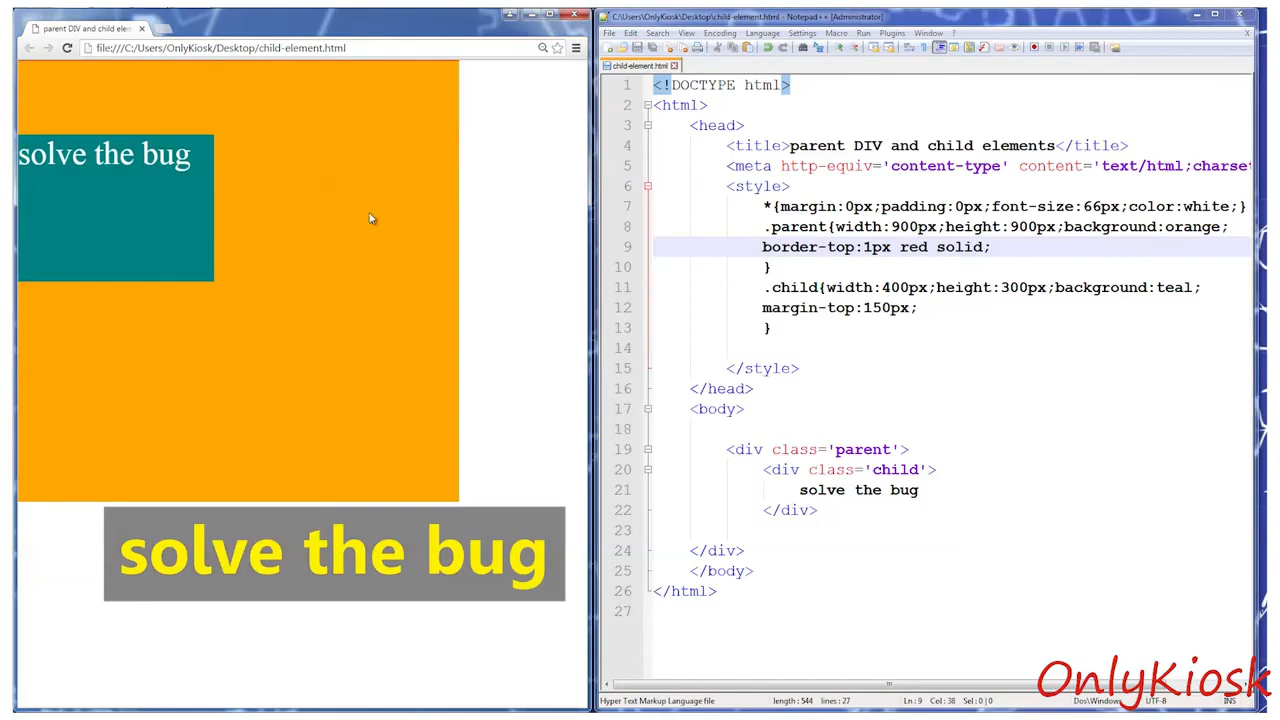 parent DIV and child elem
file:///C:/Users/OnlyKiosk/Desktop/child-element.html
solve the bug
solve the bug
C:\Users\OnlyKiosk\Desktop\child-element.html - Notepad++ [Administrator]
File Edit Search View Encoding Language Settings Macro Run Plugins Window ? X
child-element.html
1 <!DOCTYPE html>
2 <html>
3 <head>
4 <title>parent DIV and child elements</title>
5 <meta http-equiv='content-type' content='text/html;charset
6 <style>
7 *{margin:0px;padding:0px;font-size:66px;color:white;}
8 .parent{width:900px;height:900px;background:orange;
9 border-top:1px red solid;
10 }
11 .child{width:400px;height:300px;background:teal;
12 margin-top:150px;
13 }
14
15 </style>
16 </head>
17 <body>
18
19 <div class='parent'>
20 <div class='child'>
21 solve the bug
22 </div>
23
24 </div>
25 </body>
26 </html>
27
Hyper Text Markup Language file length : 544 lines : 27 Ln : 9 Col : 38 Sel : 0 | 0 Dos\Windows UTF-8 INS
OnlyKiosk